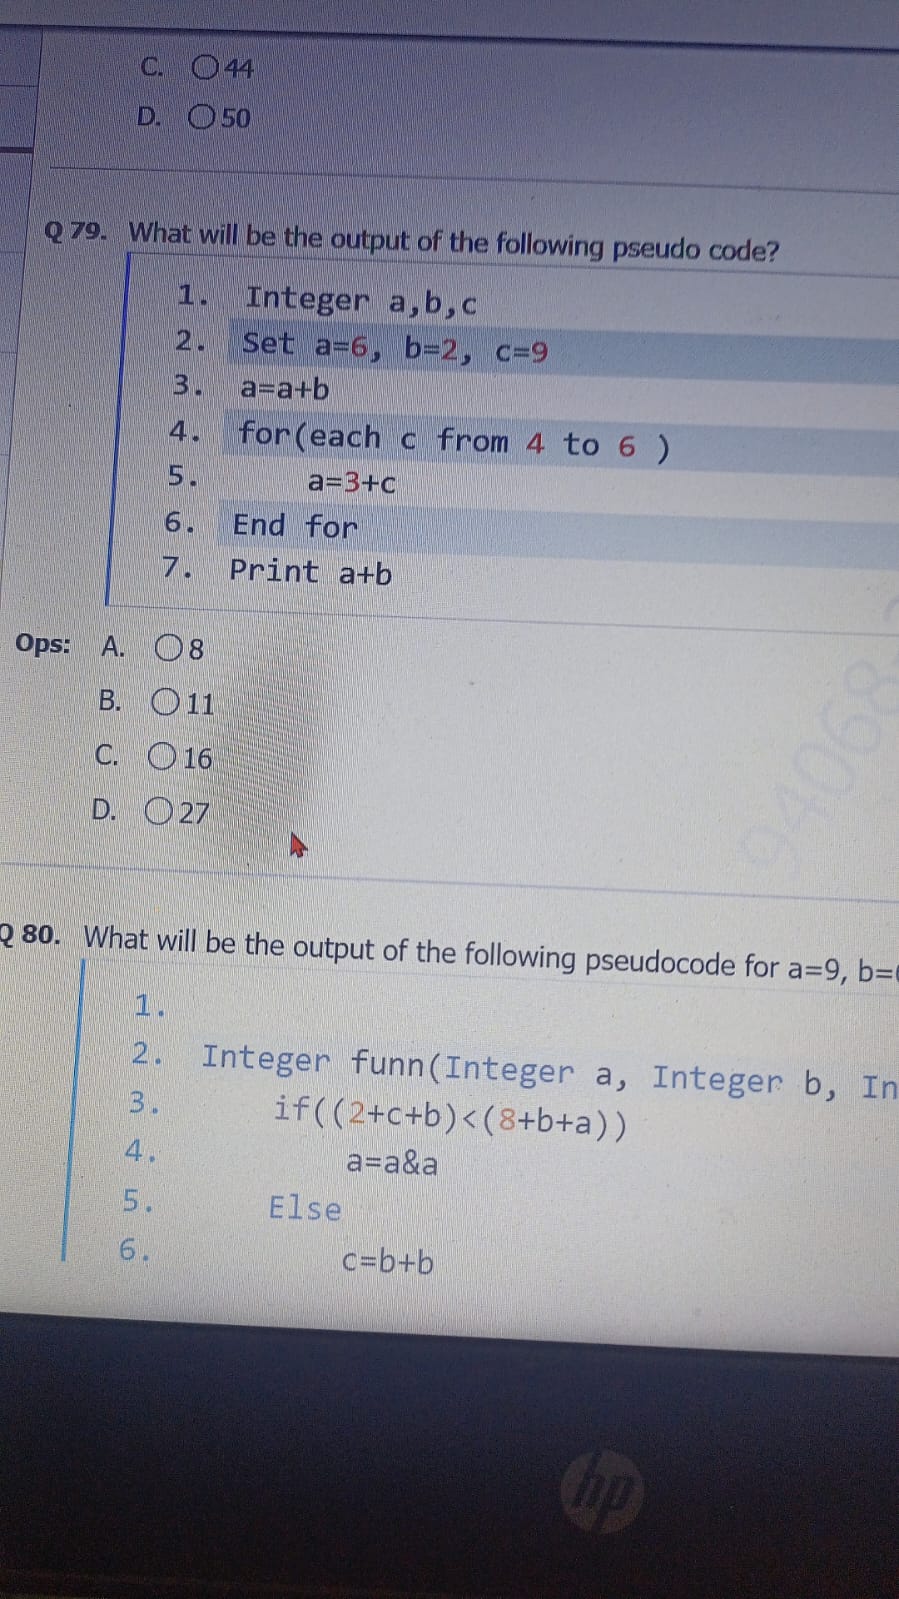 C. 44
D. 50
Q 79. What will be the output of the following pseudo code?
1. Integer a,b,c
2. Set a=6, b=2, c=9
3. a=a+b
4. for(each c from 4 to 6 )
5. a=3+c
6. End for
7. Print a+b
Ops: A. 8
B. 11
C. 16
D. 27
94068
Q 80. What will be the output of the following pseudocode for a=9, b=
1.
2. Integer funn(Integer a, Integer b, In
3. if((2+c+b)<(8+b+a))
4. a=a&a
5. Else
6. c=b+b
hp